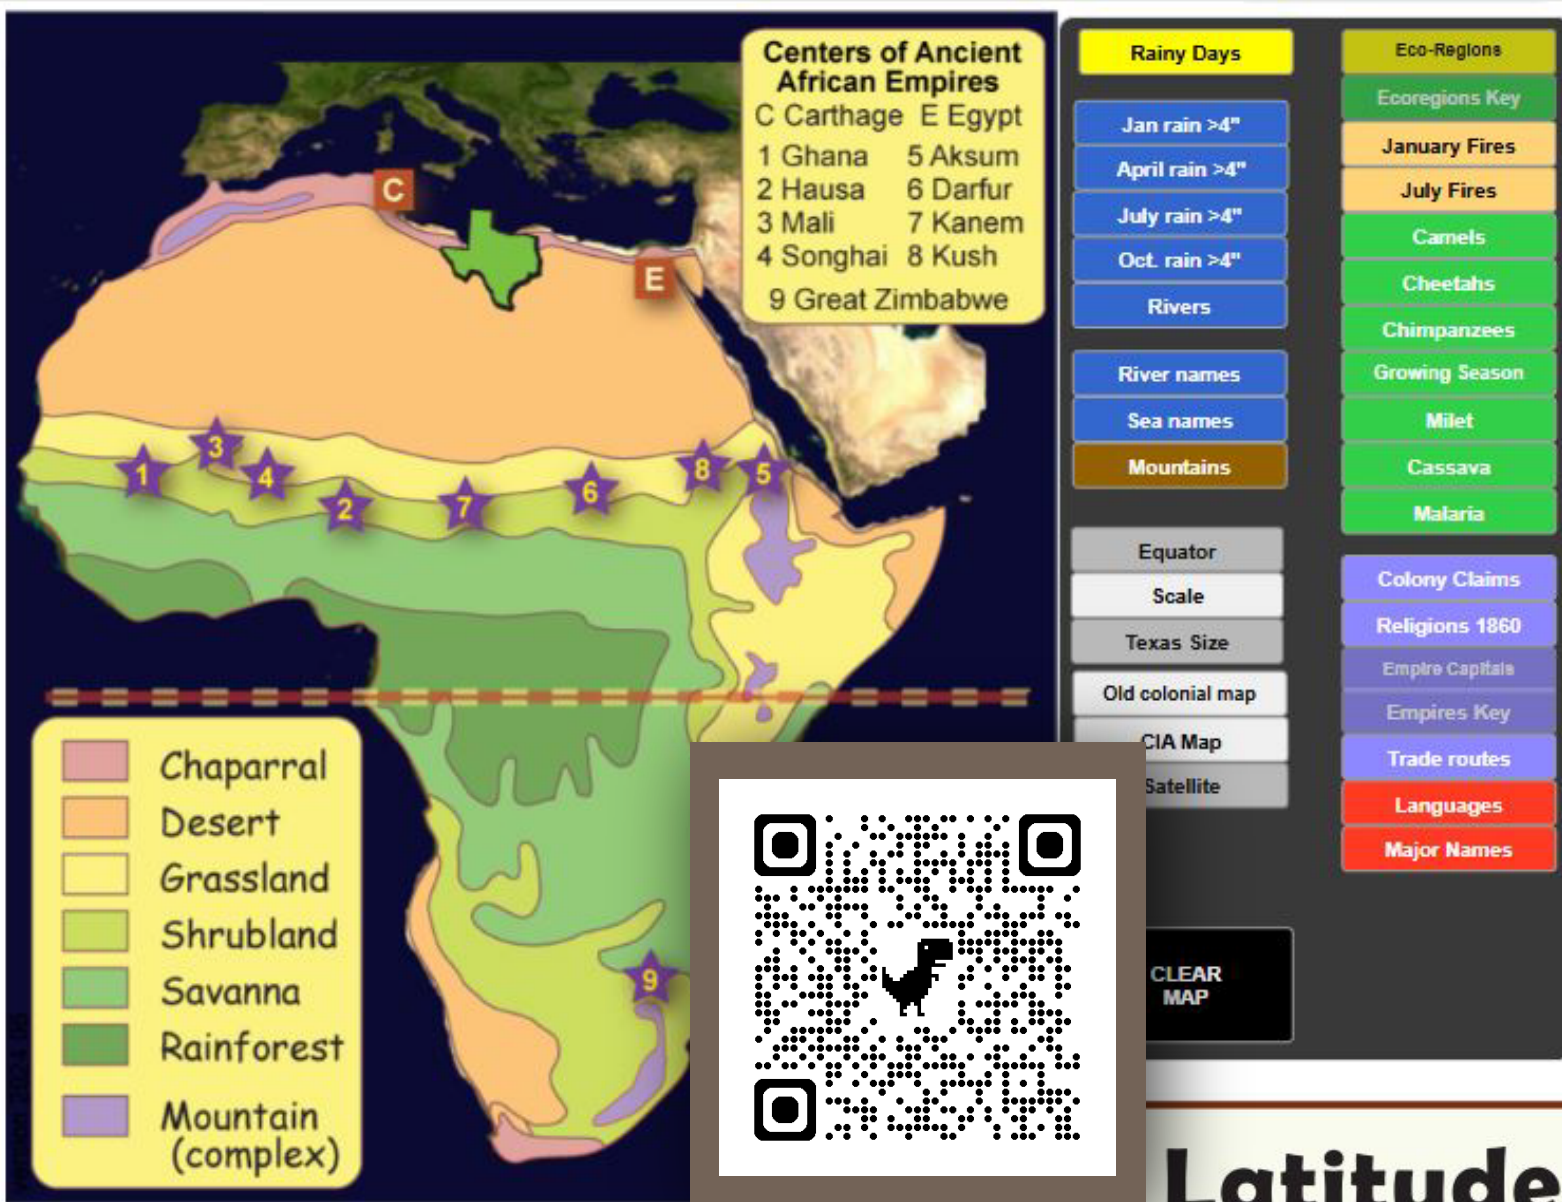 Centers of Ancient
African Empires
C Carthage E Egypt
1 Ghana 5 Aksum
2 Hausa 6 Darfur
3 Mali 7 Kanem
4 Songhai 8 Kush
9 Great Zimbabwe
C
E
3
1
4
2
7
6
8
5
9
Chaparral
Desert
Grassland
Shrubland
Savanna
Rainforest
Mountain
(complex)
Rainy Days
Jan rain >4"
April rain >4"
July rain >4"
Oct. rain >4"
Rivers
River names
Sea names
Mountains
Equator
Scale
Texas Size
Old colonial map
CIA Map
Satellite
CLEAR
MAP
Eco-Regions
Ecoregions Key
January Fires
July Fires
Camels
Cheetahs
Chimpanzees
Growing Season
Milet
Cassava
Malaria
Colony Claims
Religions 1860
Empire Capitals
Empires Key
Trade routes
Languages
Major Names
Latitude